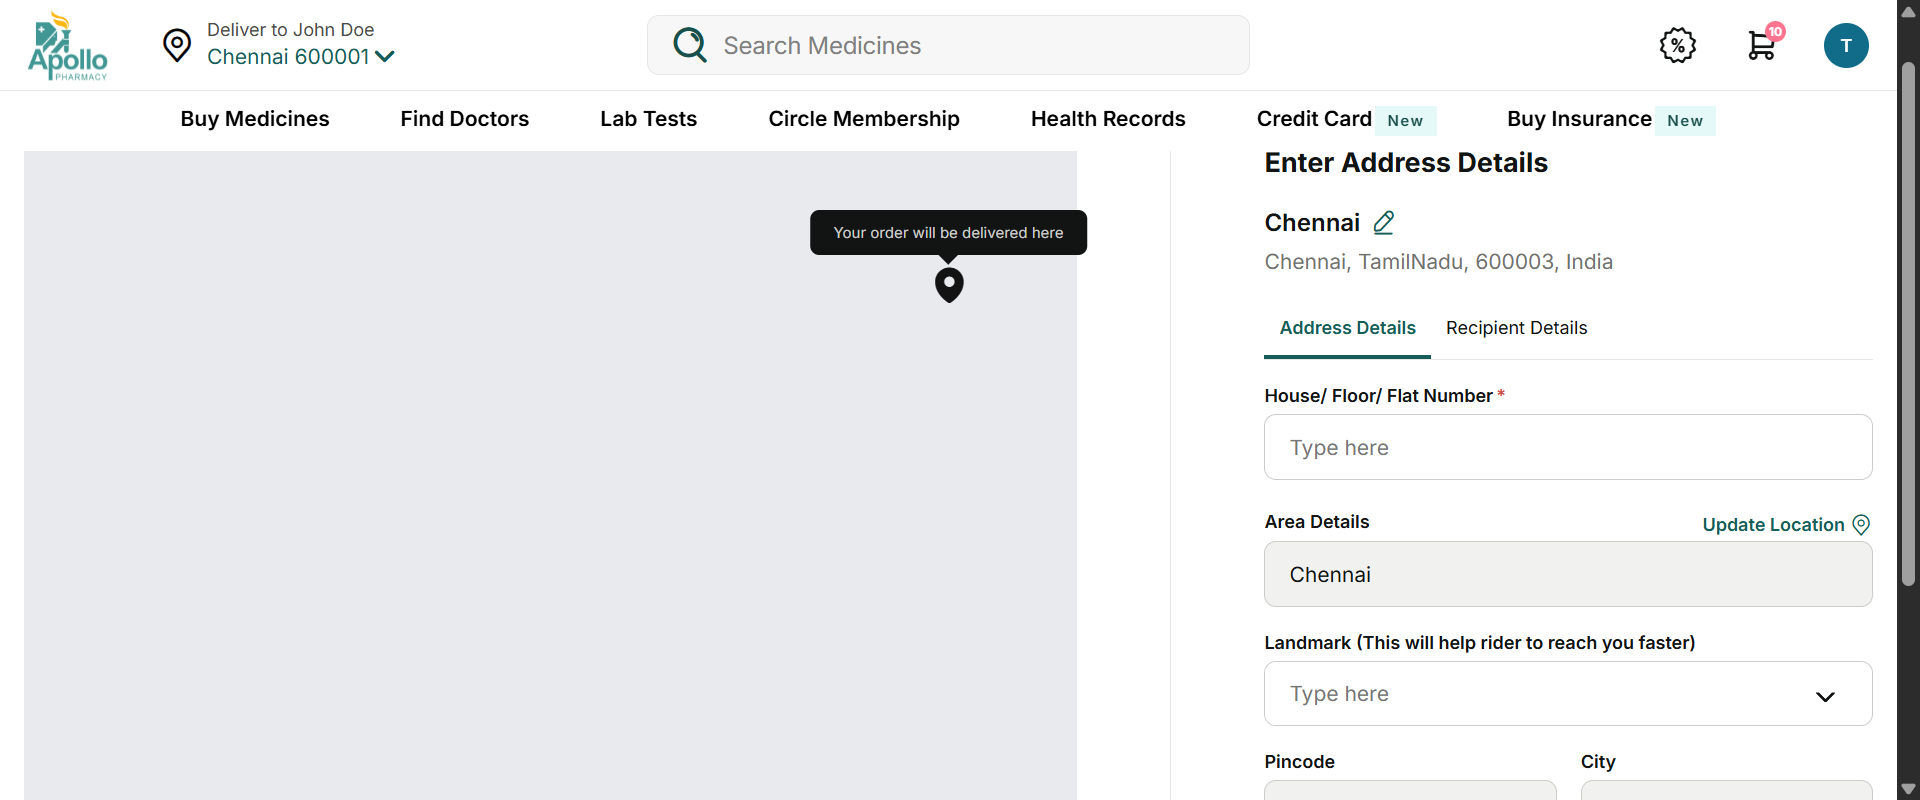 Apollo
PHARMACY
Deliver to John Doe
Chennai 600001
Search Medicines
%
10
T
Buy Medicines
Find Doctors
Lab Tests
Circle Membership
Health Records
Credit Card New
Buy Insurance New
Your order will be delivered here
Enter Address Details
Chennai
Chennai, TamilNadu, 600003, India
Address Details
Recipient Details
House/ Floor/ Flat Number *
Type here
Area Details
Update Location
Chennai
Landmark (This will help rider to reach you faster)
Type here
Pincode
City